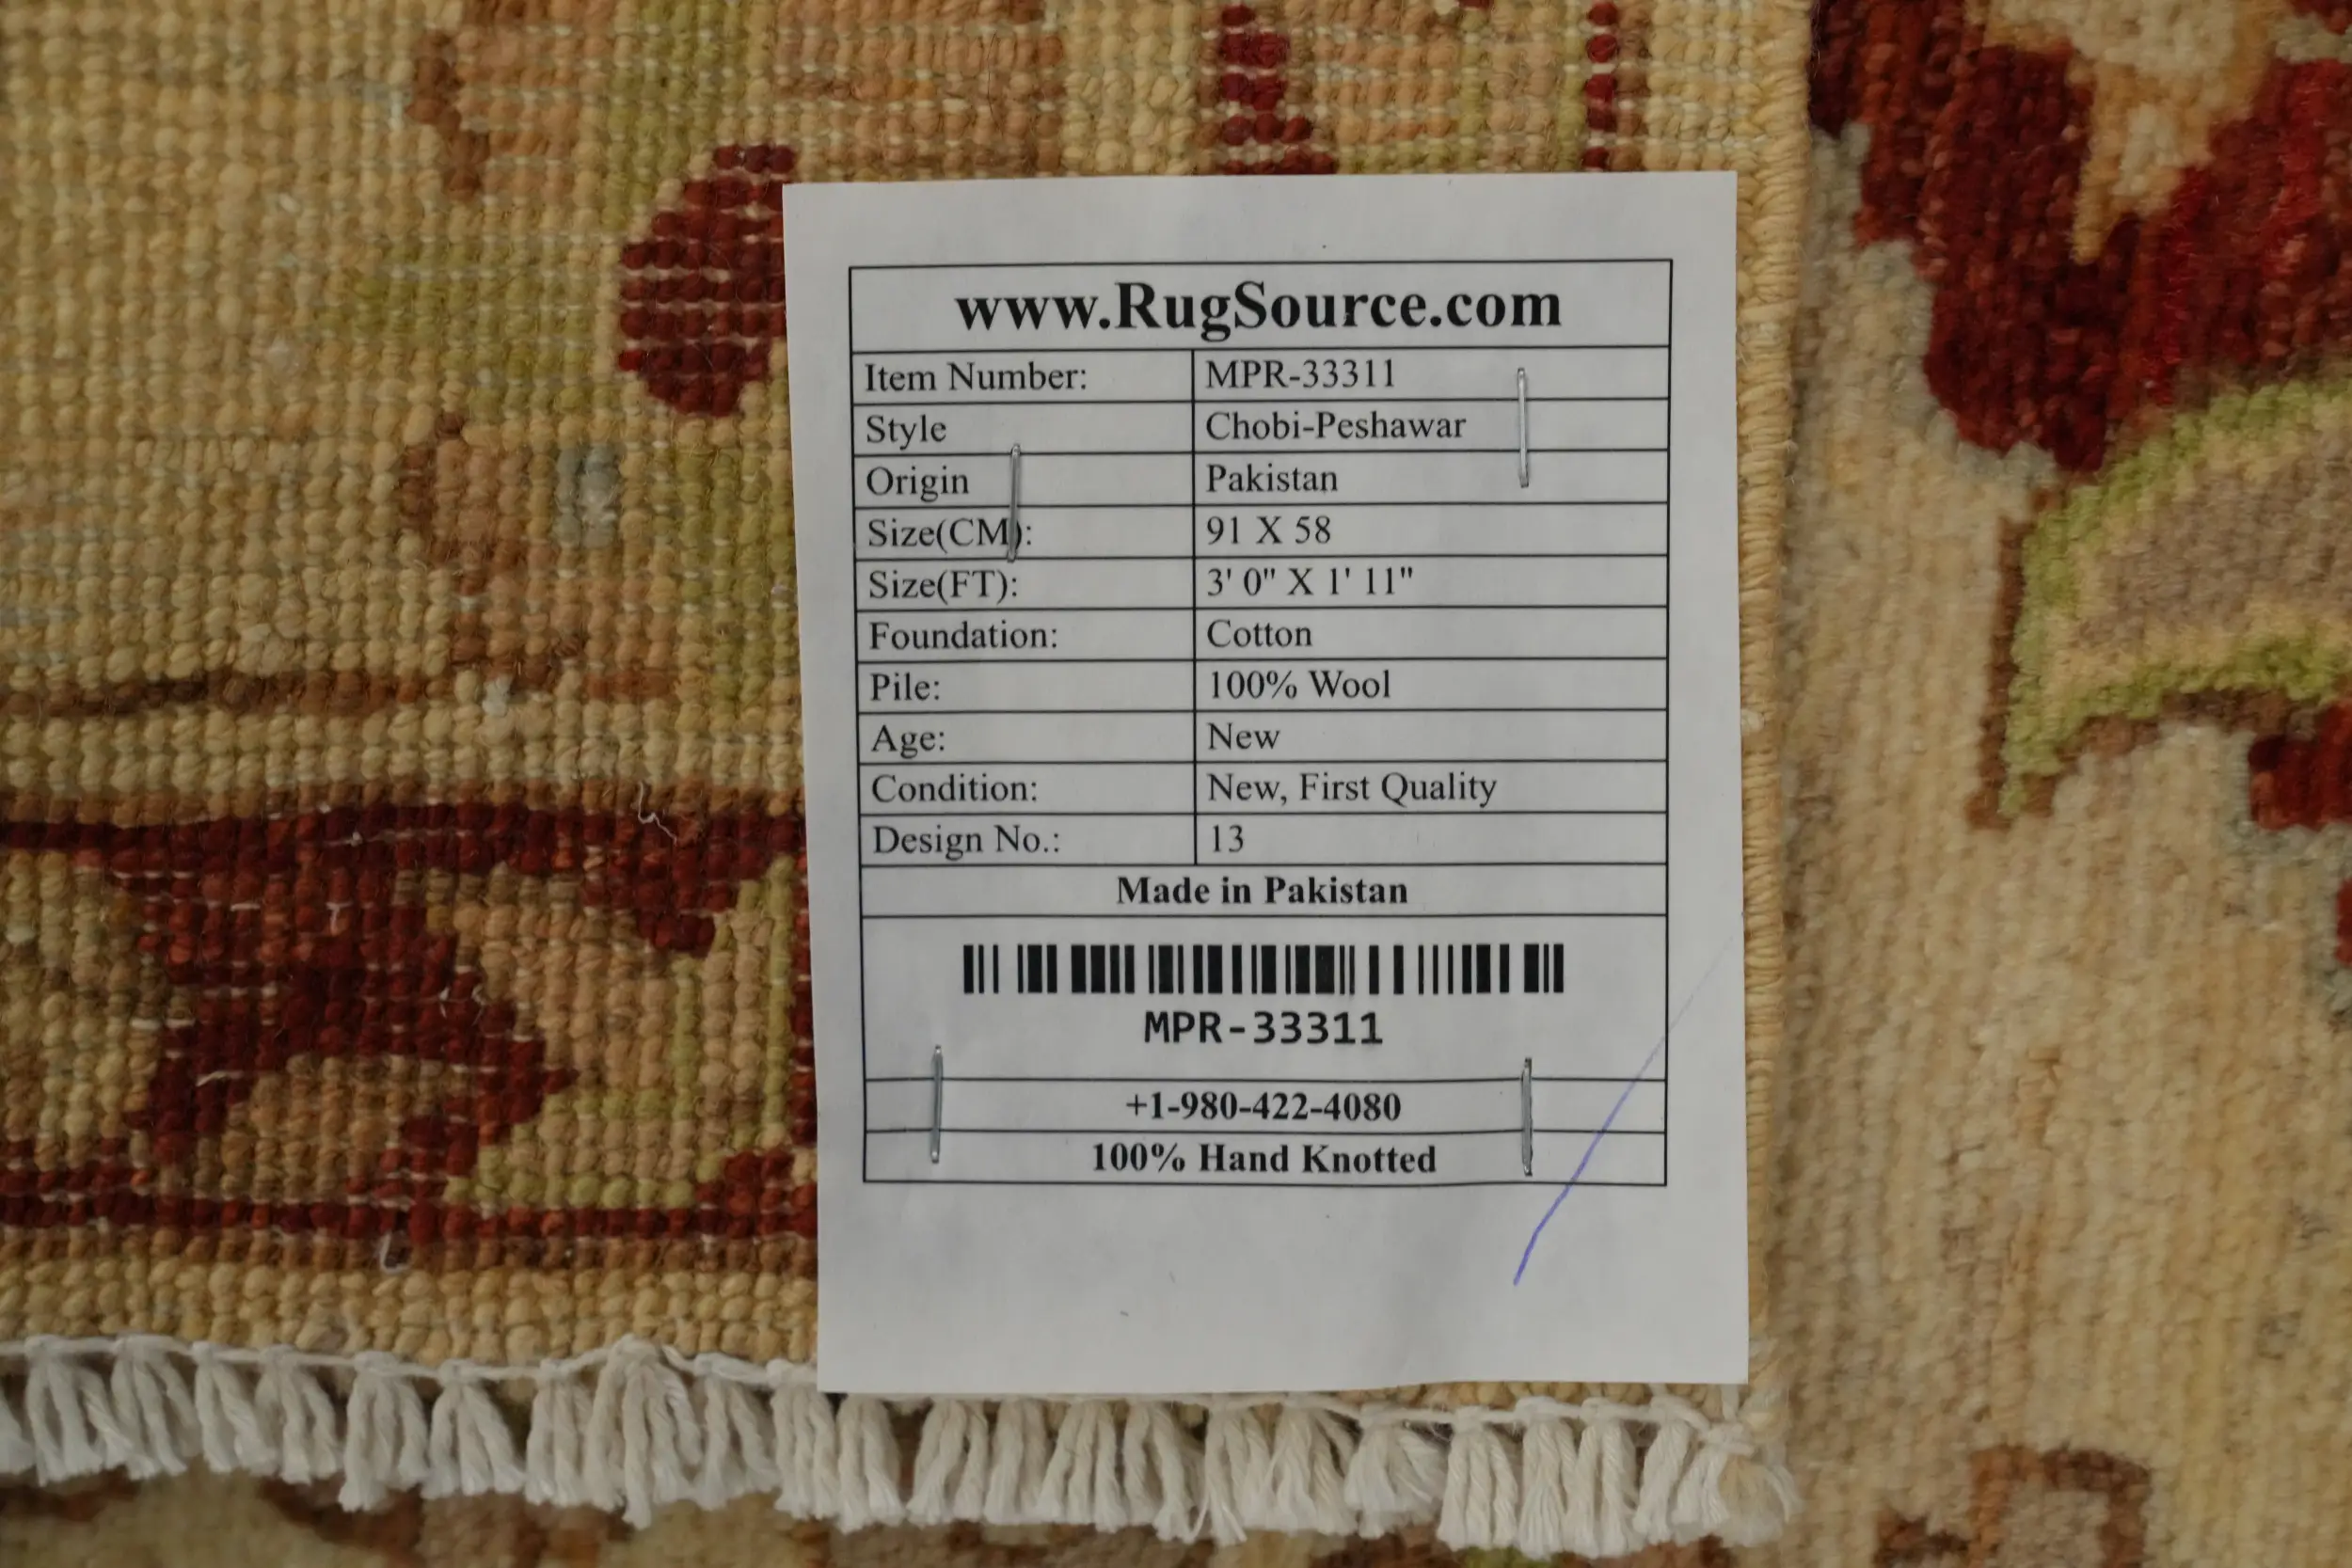 www.RugSource.com
Item Number: MPR-33311
Style Chobi-Peshawar
Origin Pakistan
Size(CM): 91 X 58
Size(FT): 3' 0" X 1' 11"
Foundation: Cotton
Pile: 100% Wool
Age: New
Condition: New, First Quality
Design No.: 13
Made in Pakistan
MPR-33311
+1-980-422-4080
100% Hand Knotted